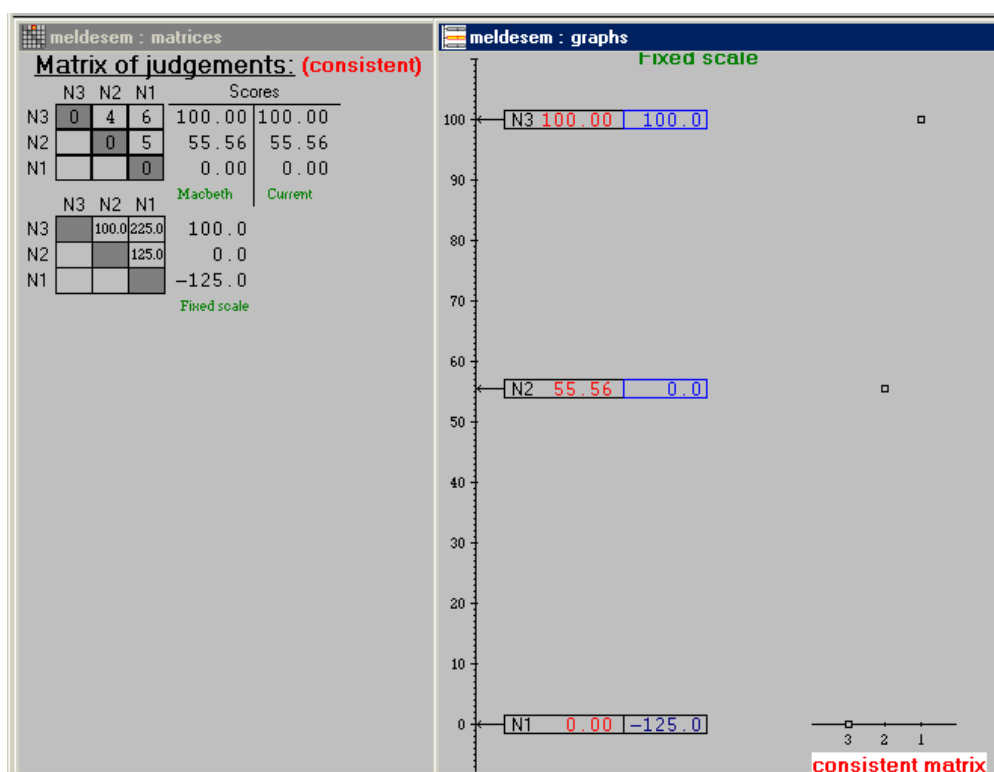 meldesem : matrices
Matrix of judgements: (consistent)
N3 N2 N1 Scores
N3 0 4 6 100.00 100.00
N2 0 5 55.56 55.56
N1 0 0.00 0.00
Macbeth Current
N3 N2 N1
N3 100.0 225.0 100.0
N2 125.0 0.0
N1 -125.0
Fixed scale
meldesem : graphs
Fixed scale
100 N3 100.00 100.0
90
80
70
60
N2 55.56 0.0
50
40
30
20
10
0 N1 0.00 -125.0
3 2 1
consistent matrix